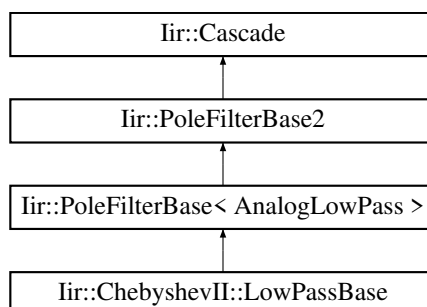 Iir::Cascade
Iir::PoleFilterBase2
Iir::PoleFilterBase< AnalogLowPass >
Iir::ChebyshevII::LowPassBase